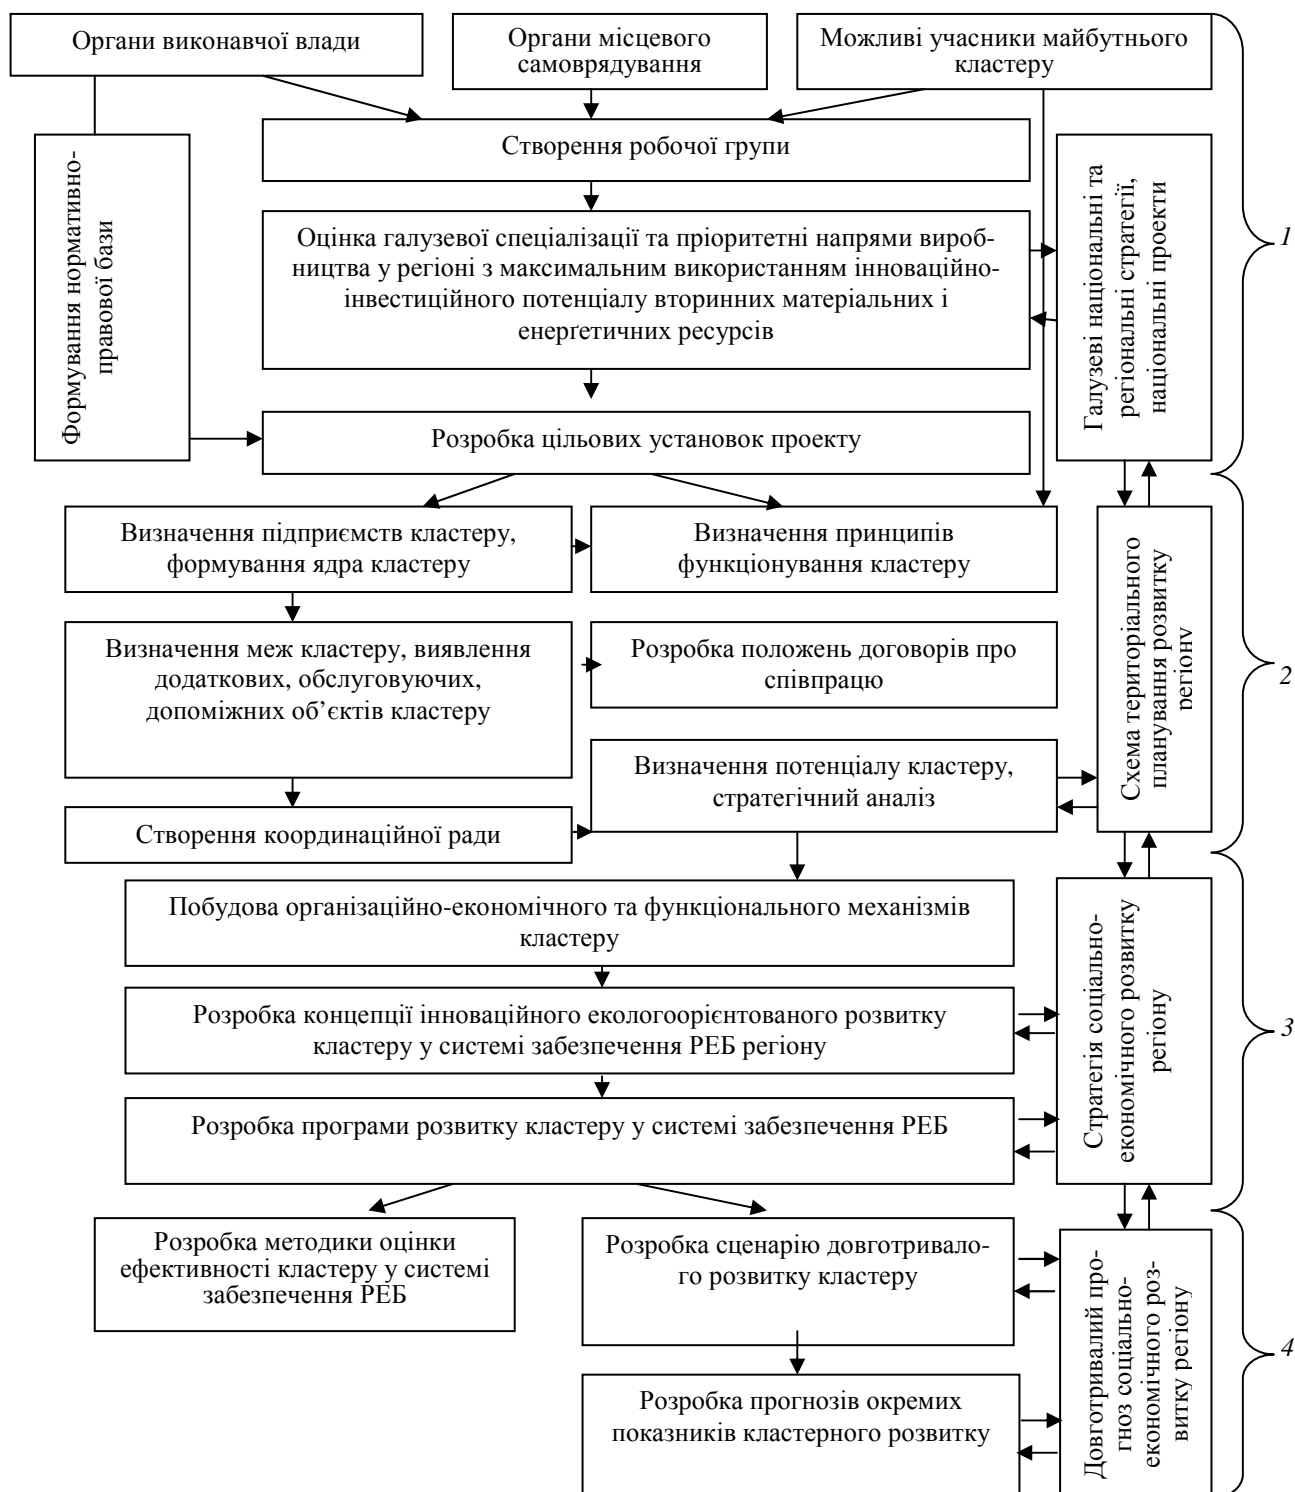 Органи виконавчої влади
Органи місцевого
самоврядування
Можливі учасники майбутнього
кластеру
Створення робочої групи
Формування нормативно-
правової бази
Оцінка галузевої спеціалізації та пріоритетні напрями вироб-
ництва у регіоні з максимальним використанням інноваційно-
інвестиційного потенціалу вторинних матеріальних і
енерґетичних ресурсів
Галузеві національні та
регіональні стратегії,
національні проекти
1
Розробка цільових установок проекту
Визначення підприємств кластеру,
формування ядра кластеру
Визначення принципів
функціонування кластеру
Визначення меж кластеру, виявлення
додаткових, обслуговуючих,
допоміжних об’єктів кластеру
Розробка положень договорів про
співпрацю
Схема територіального
планування розвитку
регіону
2
Визначення потенціалу кластеру,
стратегічний аналіз
Створення координаційної ради
Побудова організаційно-економічного та функціонального механізмів
кластеру
Розробка концепції інноваційного екологоорієнтованого розвитку
кластеру у системі забезпечення РЕБ регіону
Стратегія соціально-
економічного розвитку
регіону
3
Розробка програми розвитку кластеру у системі забезпечення РЕБ
Розробка методики оцінки
ефективності кластеру у системі
забезпечення РЕБ
Розробка сценарію довготривало-
го розвитку кластеру
Довготривалий про-
гноз соціально-
економічного роз-
витку регіону
4
Розробка прогнозів окремих
показників кластерного розвитку